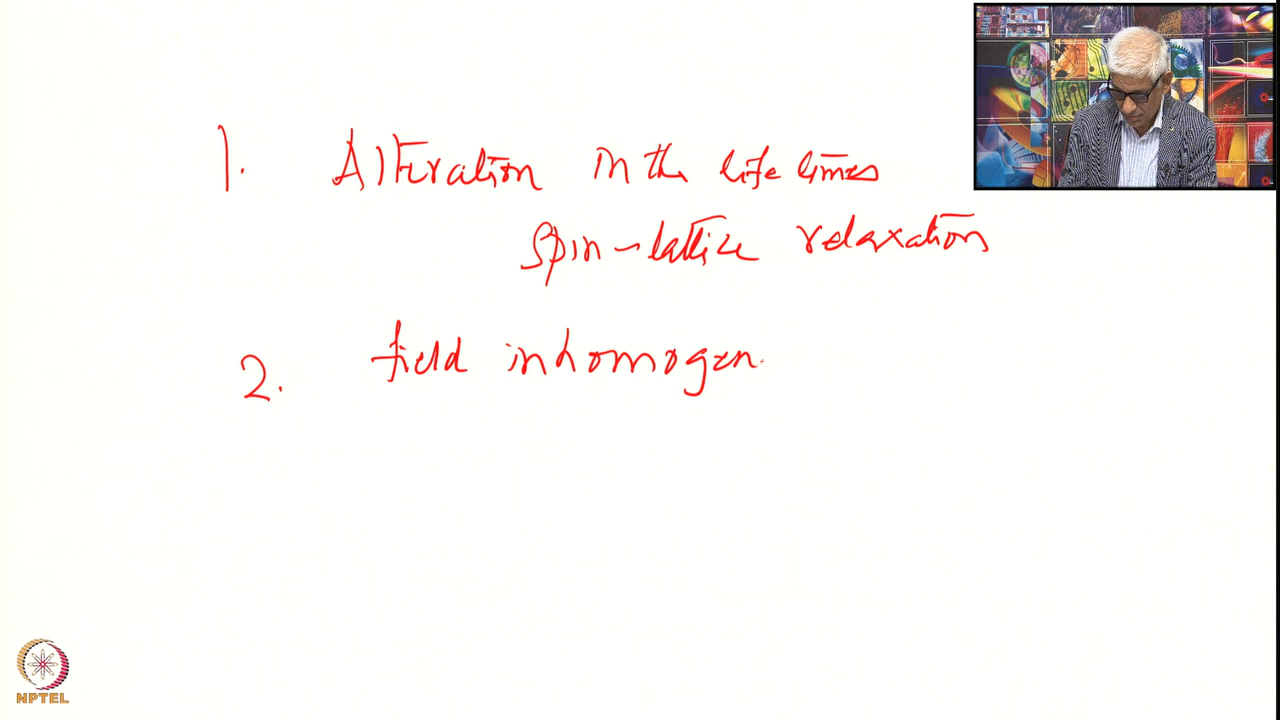 1. Alteration in the life times
spin-lattice relaxation
2. field inhomogen
NPTEL